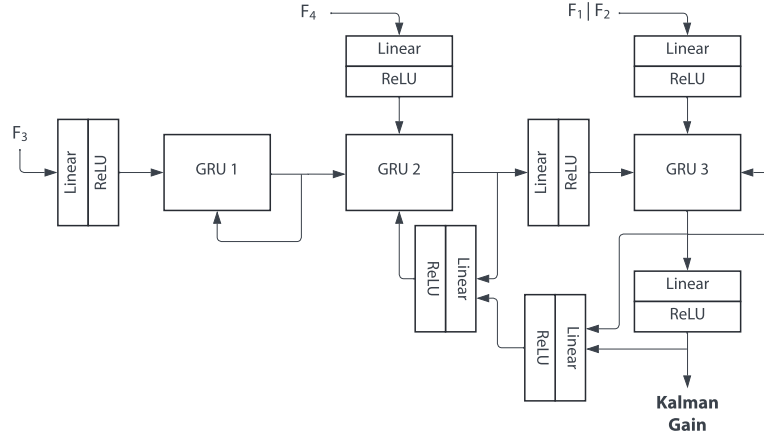 F4
F1 | F2
Linear
ReLU
Linear
ReLU
F3
Linear
ReLU
GRU 1
GRU 2
Linear
ReLU
GRU 3
ReLU
Linear
ReLU
Linear
Linear
ReLU
Kalman
Gain